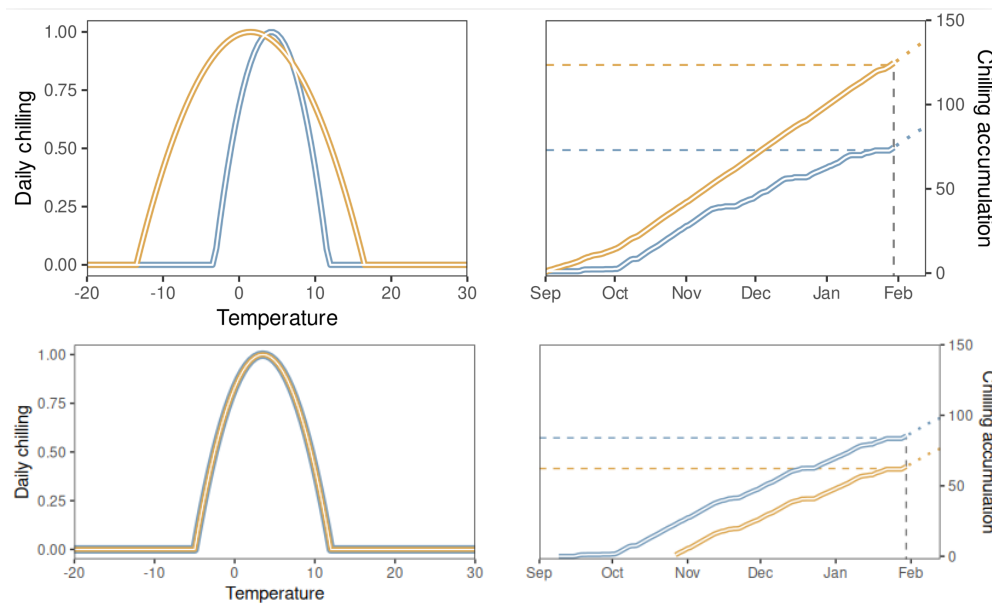 1.00
0.75
0.50
0.25
0.00
Daily chilling
-20 -10 0 10 20 30
Temperature
150
100
50
0
Chilling accumulation
Sep Oct Nov Dec Jan Feb
1.00
0.75
0.50
0.25
0.00
Daily chilling
-20 -10 0 10 20 30
Temperature
150
100
50
0
Chilling accumulation
Sep Oct Nov Dec Jan Feb